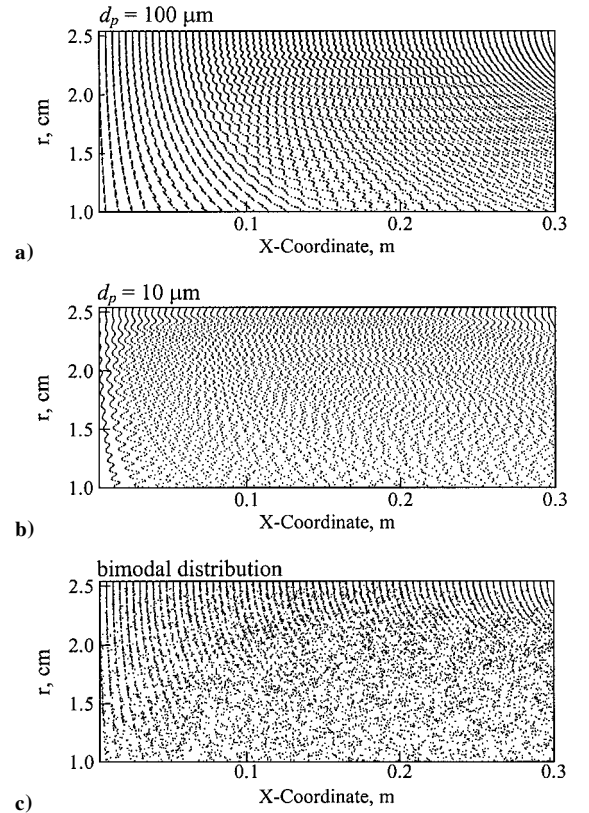 d_p = 100 μm
2.5
2.0
1.5
1.0
r, cm
0.1 0.2 0.3
X-Coordinate, m
a)
d_p = 10 μm
2.5
2.0
1.5
1.0
r, cm
0.1 0.2 0.3
X-Coordinate, m
b)
bimodal distribution
2.5
2.0
1.5
1.0
r, cm
0.1 0.2 0.3
X-Coordinate, m
c)